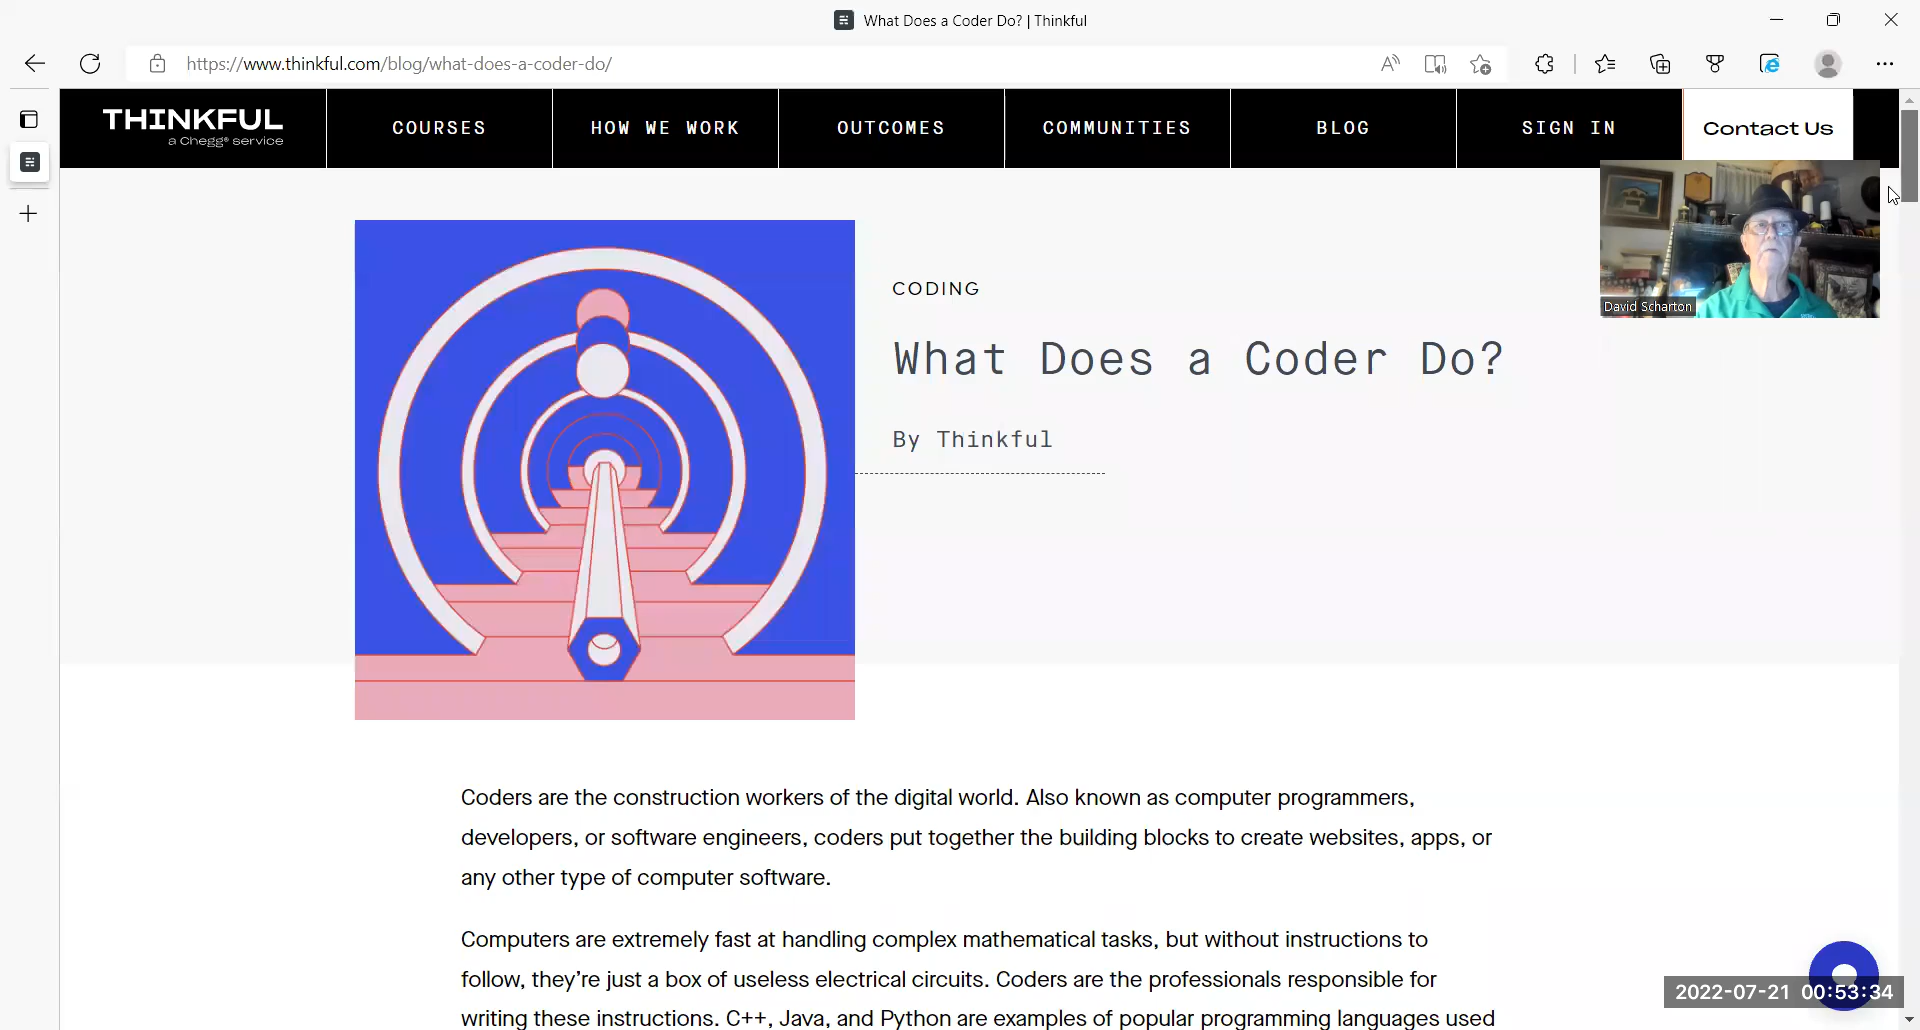 What Does a Coder Do? | Thinkful
https://www.thinkful.com/blog/what-does-a-coder-do/
THINKFUL
a Chegg® service
COURSES
HOW WE WORK
OUTCOMES
COMMUNITIES
BLOG
SIGN IN
Contact Us
David Scharton
CODING
What Does a Coder Do?
By Thinkful
Coders are the construction workers of the digital world. Also known as computer programmers,
developers, or software engineers, coders put together the building blocks to create websites, apps, or
any other type of computer software.
Computers are extremely fast at handling complex mathematical tasks, but without instructions to
follow, they’re just a box of useless electrical circuits. Coders are the professionals responsible for
writing these instructions. C++, Java, and Python are examples of popular programming languages used
2022-07-21 00:53:34